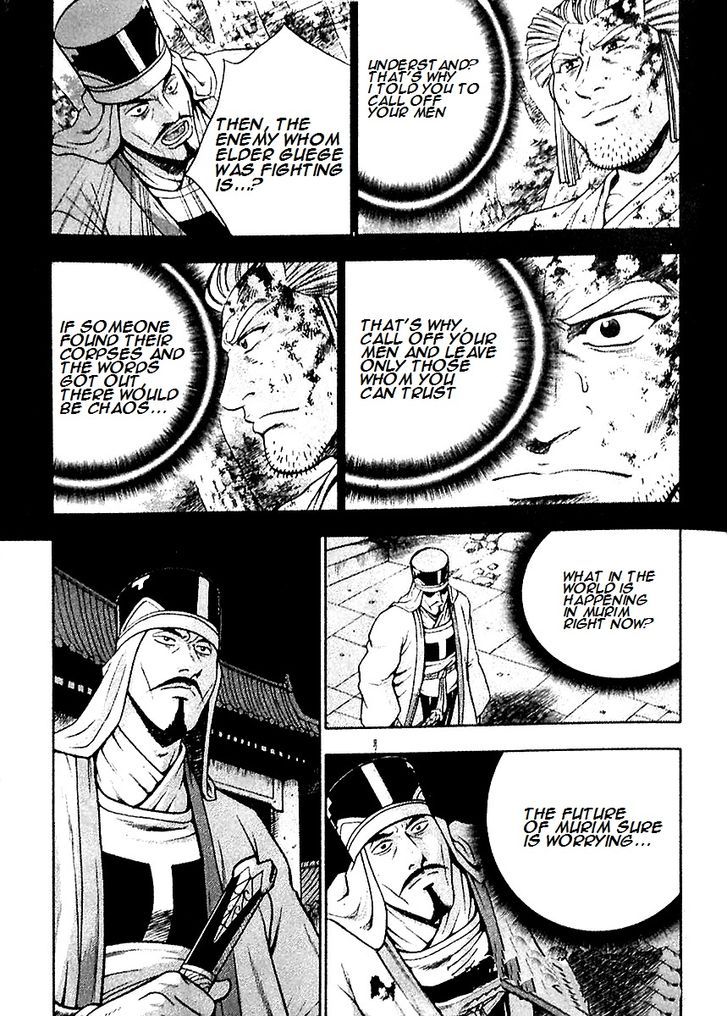 THEN, THE
ENEMY WHOM
ELDER GUEGE
WAS FIGHTING
IS...?
UNDERSTAND?
THAT'S WHY
I TOLD YOU TO
CALL OFF
YOUR MEN
IF SOMEONE
FOUND THEIR
CORPSES AND
THE WORDS
GOT OUT,
THERE WOULD
BE CHAOS...
THAT'S WHY,
CALL OFF YOUR
MEN AND LEAVE
ONLY THOSE
WHOM YOU
CAN TRUST
WHAT IN THE
WORLD IS
HAPPENING
IN MURIM
RIGHT NOW?
THE FUTURE
OF MURIM SURE
IS WORRYING...